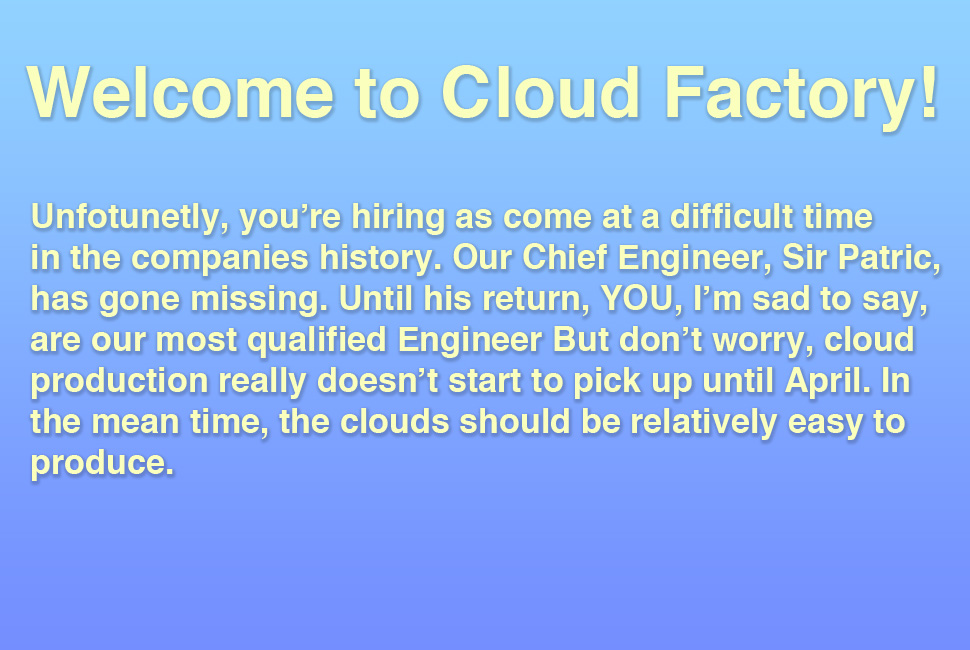 Welcome to Cloud Factory!
Unfotunetly, you’re hiring as come at a difficult time
in the companies history. Our Chief Engineer, Sir Patric,
has gone missing. Until his return, YOU, I’m sad to say,
are our most qualified Engineer But don’t worry, cloud
production really doesn’t start to pick up until April. In
the mean time, the clouds should be relatively easy to
produce.